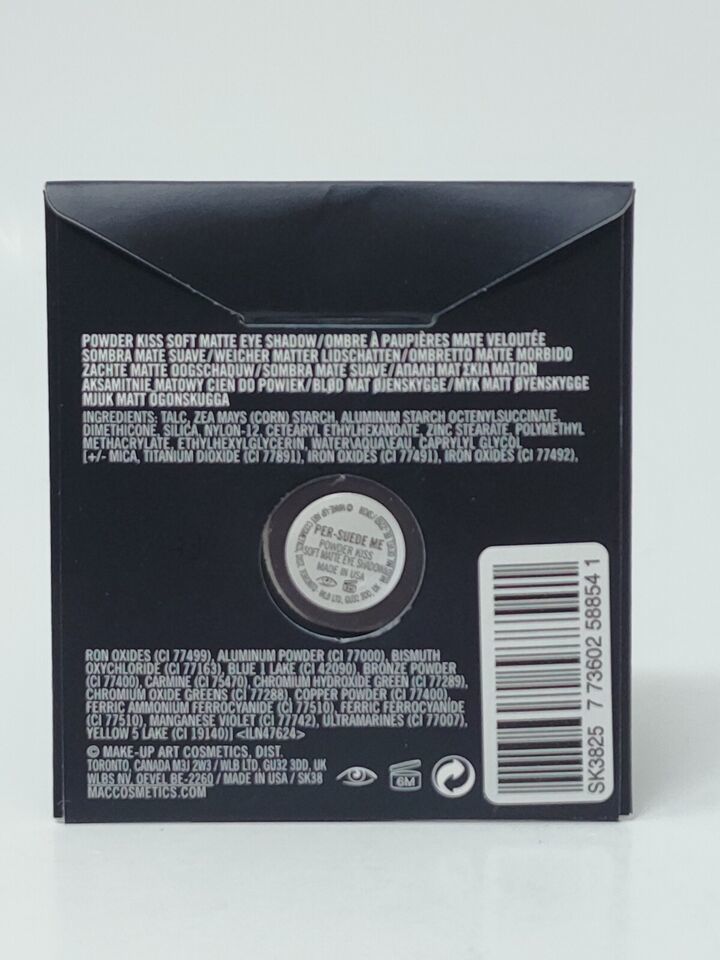 POWDER KISS SOFT MATTE EYE SHADOW/OMBRE À PAUPIÈRES MATE VELOUTÉE
SOMBRA MATE SUAVE/WEICHER MATTER LIDSCHATTEN/OMBRETTO MATTE MORBIDO
ZACHTE MATTE OOGSCHADUW/SOMBRA MATE SUAVE/ΑΠΑΛΗ ΜΑΤ ΣΚΙΑ ΜΑΤΙΩΝ
AKSAMITNIE MATOWY CIEŃ DO POWIEK/BLØD MAT ØJENSKYGGE/MYK MATT ØYENSKYGGE
MJUK MATT ÖGONSKUGGA
INGREDIENTS: TALC, ZEA MAYS (CORN) STARCH, ALUMINUM STARCH OCTENYLSUCCINATE,
DIMETHICONE, SILICA, NYLON-12, CETEARYL ETHYLHEXANOATE, ZINC STEARATE, POLYMETHYL
METHACRYLATE, ETHYLHEXYLGLYCERIN, WATER\AQUA\EAU, CAPRYLYL GLYCOL
[+/- MICA, TITANIUM DIOXIDE (CI 77891), IRON OXIDES (CI 77491), IRON OXIDES (CI 77492),
PER-SUEDE ME
POWDER KISS
SOFT MATTE EYE SHADOW
MADE IN USA
RON OXIDES (CI 77499), ALUMINUM POWDER (CI 77000), BISMUTH
OXYCHLORIDE (CI 77163), BLUE 1 LAKE (CI 42090), BRONZE POWDER
(CI 77400), CARMINE (CI 75470), CHROMIUM HYDROXIDE GREEN (CI 77289),
CHROMIUM OXIDE GREENS (CI 77288), COPPER POWDER (CI 77400),
FERRIC AMMONIUM FERROCYANIDE (CI 77510), FERRIC FERROCYANIDE
(CI 77510), MANGANESE VIOLET (CI 77742), ULTRAMARINES (CI 77007),
YELLOW 5 LAKE (CI 19140)] <ILN47624>
© MAKE-UP ART COSMETICS, DIST.
TORONTO, CANADA M3J 2W3 / WLB LTD, GU32 3DD, UK
WLBS NV, OEVEL BE-2260 / MADE IN USA / SK38
MACCOSMETICS.COM
6M
SK3825 7 73602 58854 1